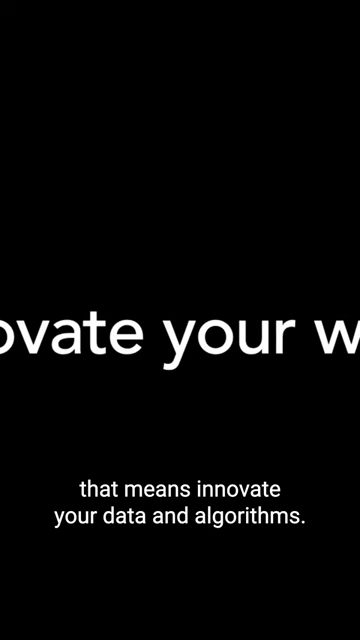 ovate your w
that means innovate
your data and algorithms.